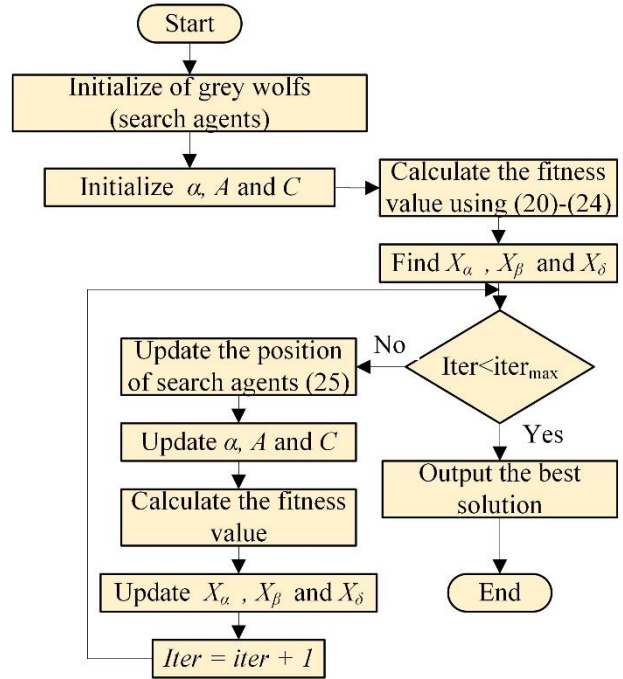 Start
Initialize of grey wolfs
(search agents)
Initialize α, A and C
Calculate the fitness
value using (20)-(24)
Find Xα , Xβ and Xδ
Iter<itermax
No
Yes
Update the position
of search agents (25)
Update α, A and C
Calculate the fitness
value
Update Xα , Xβ and Xδ
Iter = iter + 1
Output the best
solution
End